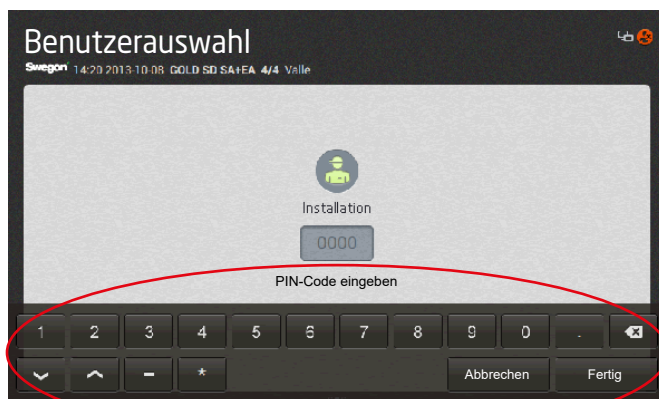 Benutzerauswahl
Swegon 14:20 2013-10-08 GOLD SD SA+EA 4/4 Valle
Installation
0000
PIN-Code eingeben
1 2 3 4 5 6 7 8 9 0 .
- *
Abbrechen Fertig